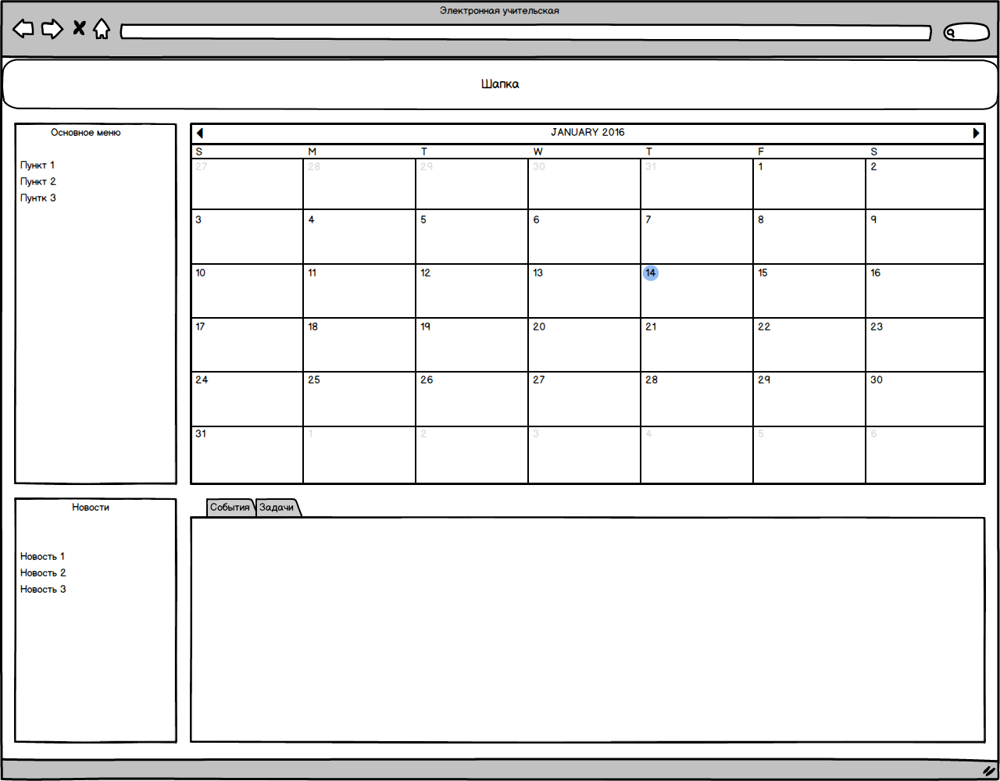 Электронная учительская
Шапка
Основное меню
Пункт 1
Пункт 2
Пунтк 3
JANUARY 2016
S M T W T F S
27 28 29 30 31 1 2
3 4 5 6 7 8 9
10 11 12 13 14 15 16
17 18 19 20 21 22 23
24 25 26 27 28 29 30
31 1 2 3 4 5 6
Новости
Новость 1
Новость 2
Новость 3
События Задачи